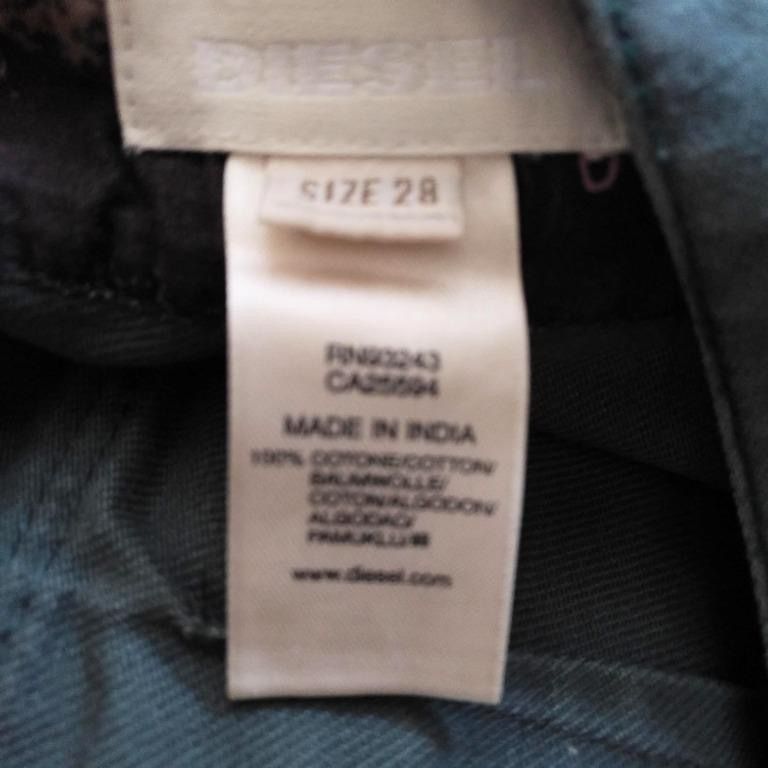 DIESEL
SIZE 28
RN93243
CA25594
MADE IN INDIA
100% COTONE/COTTON/
BAUMWOLLE/
COTON/ALGODON/
ALGODAO/
PAMUKLU/
www.diesel.com